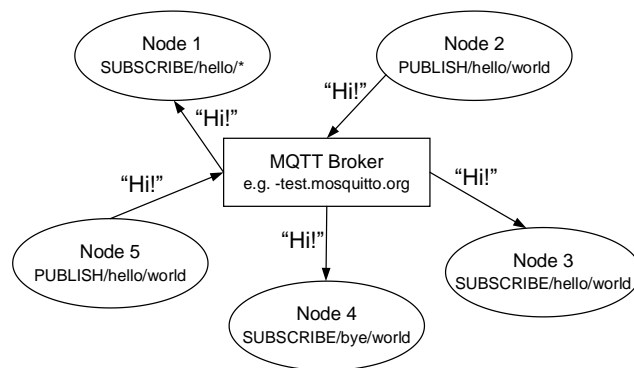 Node 1
SUBSCRIBE/hello/*
Node 2
PUBLISH/hello/world
“Hi!”
“Hi!”
MQTT Broker
e.g. -test.mosquitto.org
“Hi!”
“Hi!”
“Hi!”
Node 5
PUBLISH/hello/world
Node 3
SUBSCRIBE/hello/world
Node 4
SUBSCRIBE/bye/world